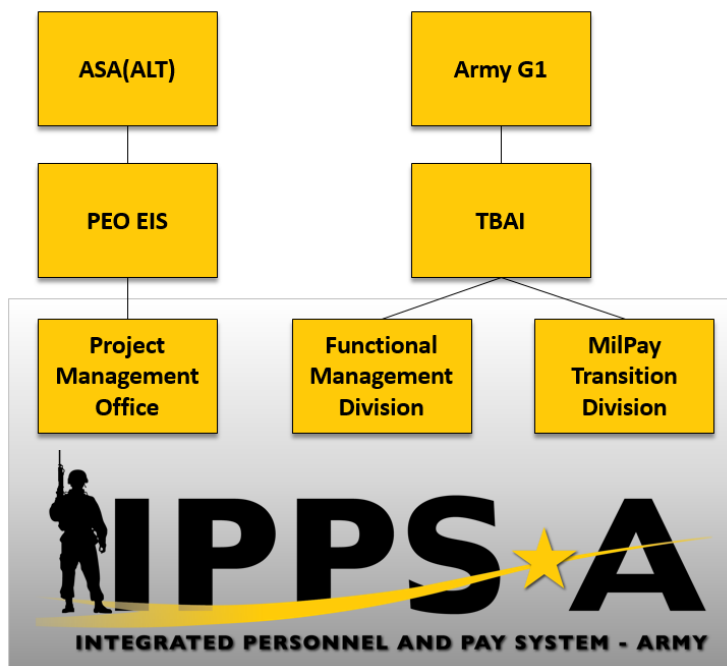 ASA(ALT)
Army G1
PEO EIS
TBAI
Project
Management
Office
Functional
Management
Division
MilPay
Transition
Division
IPPS★A
INTEGRATED PERSONNEL AND PAY SYSTEM - ARMY